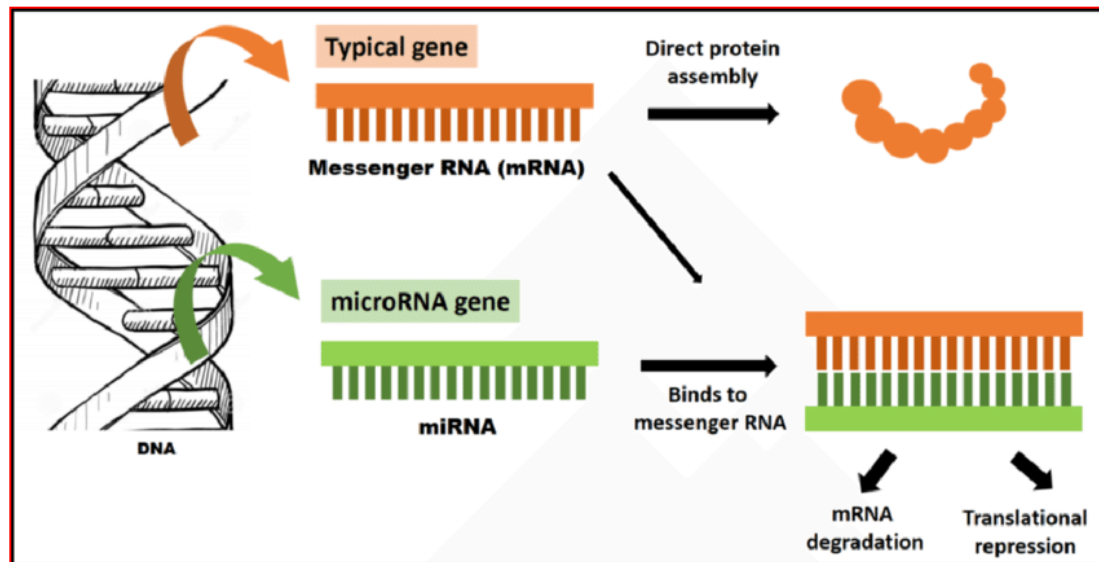 Typical gene
Direct protein
assembly
Messenger RNA (mRNA)
microRNA gene
miRNA
Binds to
messenger RNA
DNA
mRNA
degradation
Translational
repression